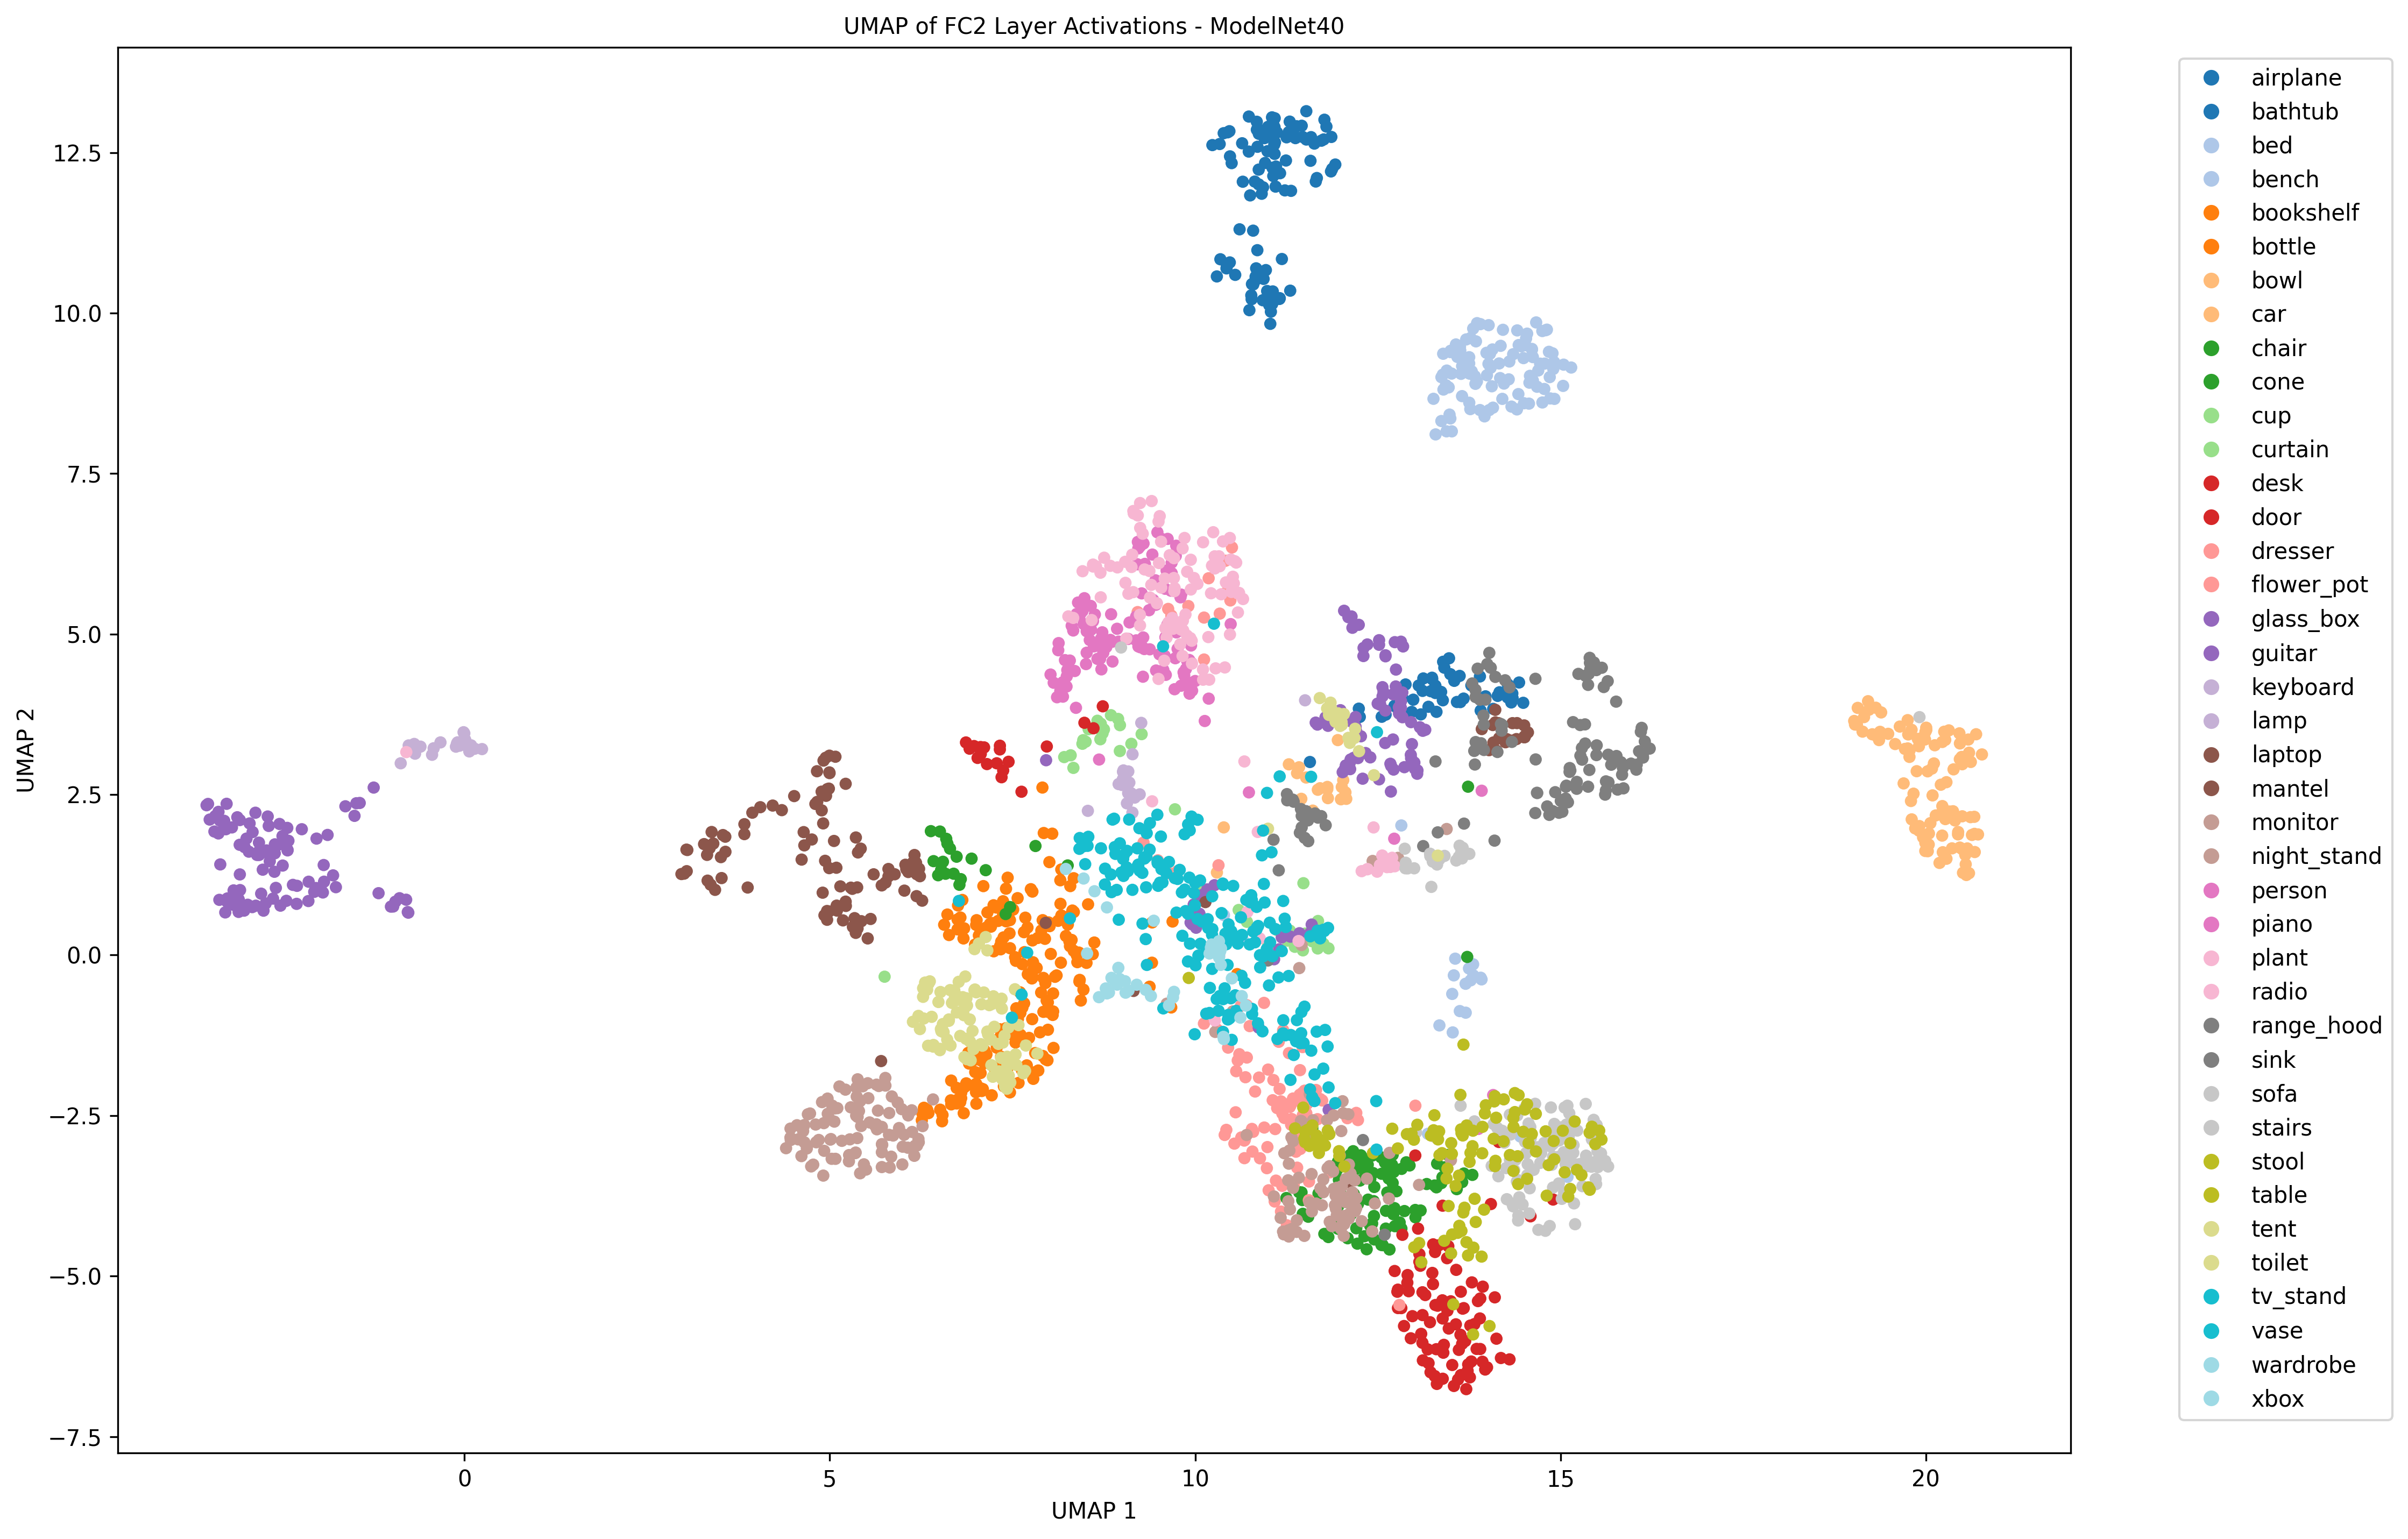 UMAP of FC2 Layer Activations - ModelNet40
UMAP 2
12.5
10.0
7.5
5.0
2.5
0.0
−2.5
−5.0
−7.5
0
5
10
15
20
UMAP 1
airplane
bathtub
bed
bench
bookshelf
bottle
bowl
car
chair
cone
cup
curtain
desk
door
dresser
flower_pot
glass_box
guitar
keyboard
lamp
laptop
mantel
monitor
night_stand
person
piano
plant
radio
range_hood
sink
sofa
stairs
stool
table
tent
toilet
tv_stand
vase
wardrobe
xbox